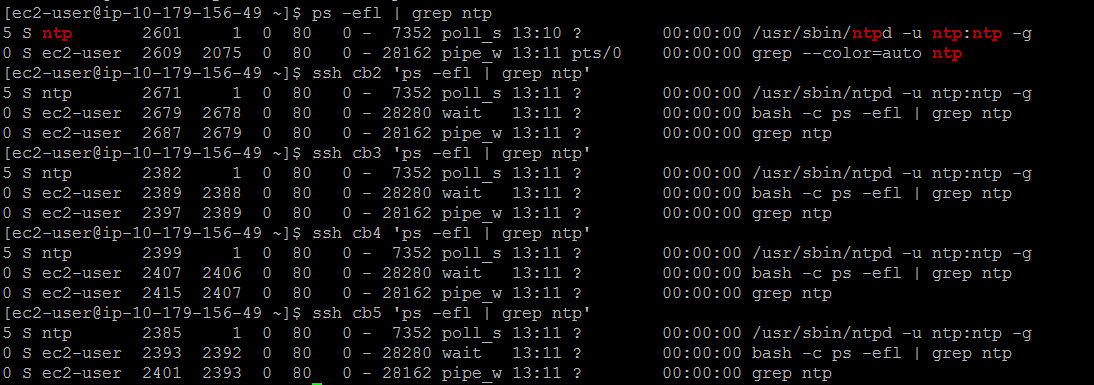 [ec2-user@ip-10-179-156-49 ~]$ ps -efl | grep ntp
5 S ntp       2601     1  0  80   0 -  7352 poll_s 13:10 ?        00:00:00 /usr/sbin/ntpd -u ntp:ntp -g
0 S ec2-user  2609  2075  0  80   0 - 28162 pipe_w 13:11 pts/0    00:00:00 grep --color=auto ntp
[ec2-user@ip-10-179-156-49 ~]$ ssh cb2 'ps -efl | grep ntp'
5 S ntp       2671     1  0  80   0 -  7352 poll_s 13:11 ?        00:00:00 /usr/sbin/ntpd -u ntp:ntp -g
0 S ec2-user  2679  2678  0  80   0 - 28280 wait   13:11 ?        00:00:00 bash -c ps -efl | grep ntp
0 S ec2-user  2687  2679  0  80   0 - 28162 pipe_w 13:11 ?        00:00:00 grep ntp
[ec2-user@ip-10-179-156-49 ~]$ ssh cb3 'ps -efl | grep ntp'
5 S ntp       2382     1  0  80   0 -  7352 poll_s 13:11 ?        00:00:00 /usr/sbin/ntpd -u ntp:ntp -g
0 S ec2-user  2389  2388  0  80   0 - 28280 wait   13:11 ?        00:00:00 bash -c ps -efl | grep ntp
0 S ec2-user  2397  2389  0  80   0 - 28162 pipe_w 13:11 ?        00:00:00 grep ntp
[ec2-user@ip-10-179-156-49 ~]$ ssh cb4 'ps -efl | grep ntp'
5 S ntp       2399     1  0  80   0 -  7352 poll_s 13:11 ?        00:00:00 /usr/sbin/ntpd -u ntp:ntp -g
0 S ec2-user  2407  2406  0  80   0 - 28280 wait   13:11 ?        00:00:00 bash -c ps -efl | grep ntp
0 S ec2-user  2415  2407  0  80   0 - 28162 pipe_w 13:11 ?        00:00:00 grep ntp
[ec2-user@ip-10-179-156-49 ~]$ ssh cb5 'ps -efl | grep ntp'
5 S ntp       2385     1  0  80   0 -  7352 poll_s 13:11 ?        00:00:00 /usr/sbin/ntpd -u ntp:ntp -g
0 S ec2-user  2393  2392  0  80   0 - 28280 wait   13:11 ?        00:00:00 bash -c ps -efl | grep ntp
0 S ec2-user  2401  2393  0  80   0 - 28162 pipe_w 13:11 ?        00:00:00 grep ntp